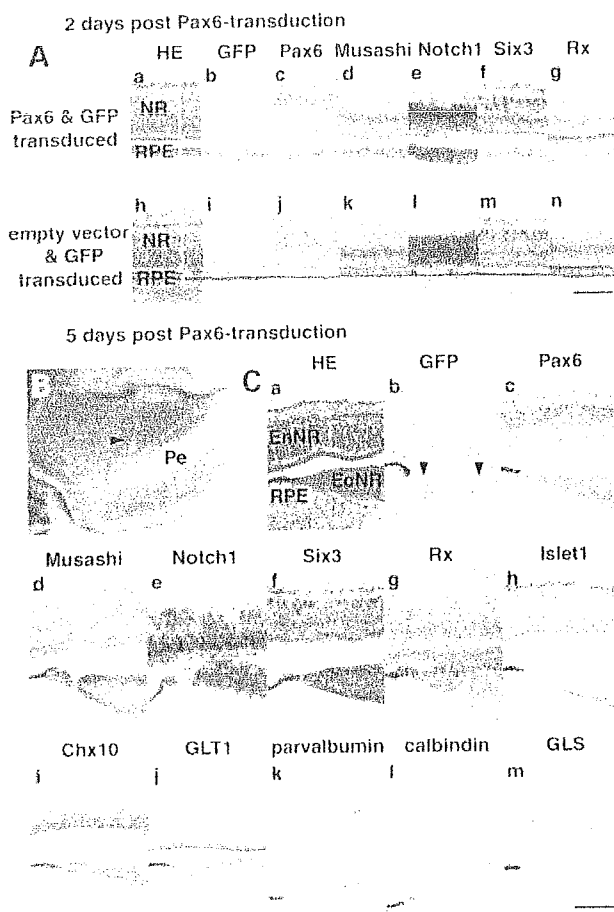 2 days post Pax6-transduction
A
HE GFP Pax6 Musashi Notch1 Six3 Rx
a b c d e f g
Pax6 & GFP
transduced
NR
RPE
h i j k l m n
empty vector
& GFP
transduced
NR
RPE
5 days post Pax6-transduction
B
Pe
C
HE GFP Pax6
a b c
EnNR
EcNR
RPE
Musashi Notch1 Six3 Rx Islet1
d e f g h
Chx10 GLT1 parvalbumin calbindin GLS
i j k l m